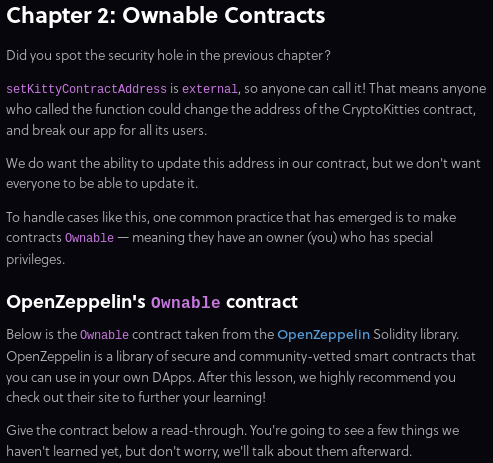 Chapter 2: Ownable Contracts
Did you spot the security hole in the previous chapter?
setKittyContractAddress is external, so anyone can call it! That means anyone
who called the function could change the address of the CryptoKitties contract,
and break our app for all its users.
We do want the ability to update this address in our contract, but we don't want
everyone to be able to update it.
To handle cases like this, one common practice that has emerged is to make
contracts Ownable — meaning they have an owner (you) who has special
privileges.
OpenZeppelin's Ownable contract
Below is the Ownable contract taken from the OpenZeppelin Solidity library.
OpenZeppelin is a library of secure and community-vetted smart contracts that
you can use in your own DApps. After this lesson, we highly recommend you
check out their site to further your learning!
Give the contract below a read-through. You're going to see a few things we
haven't learned yet, but don't worry, we'll talk about them afterward.